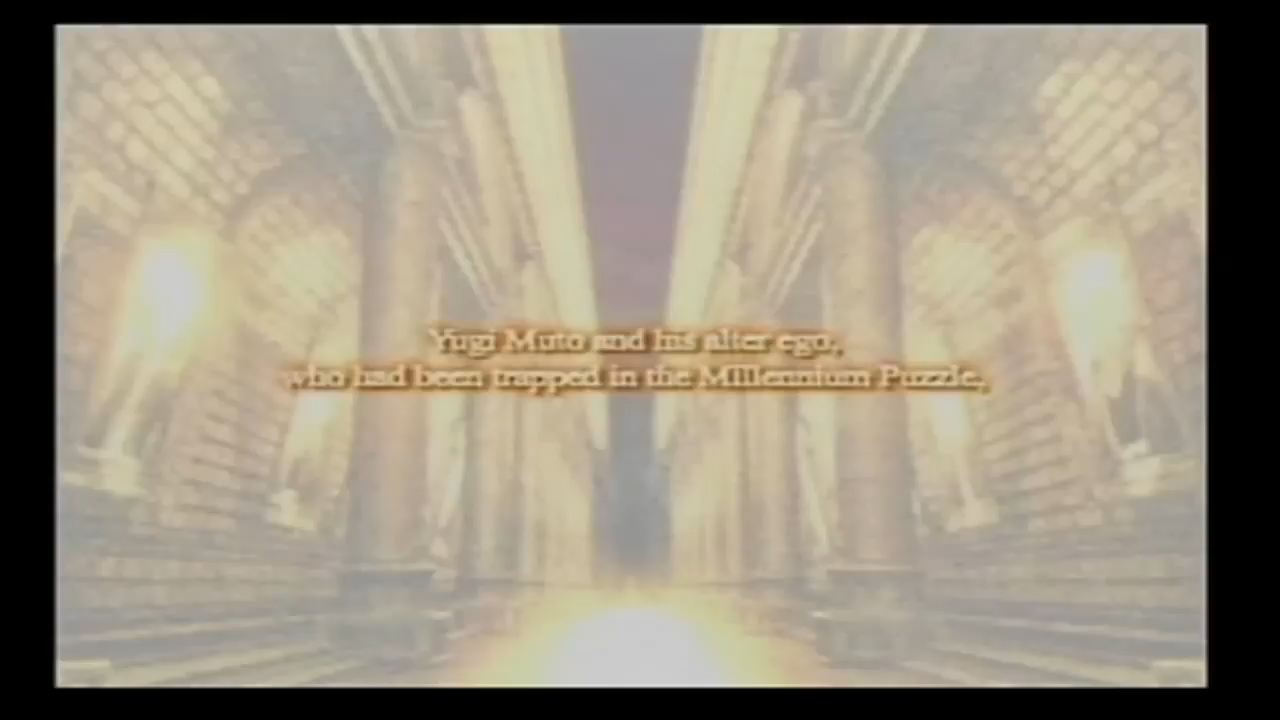 Yugi Muto and his alter ego,
who had been trapped in the Millennium Puzzle,